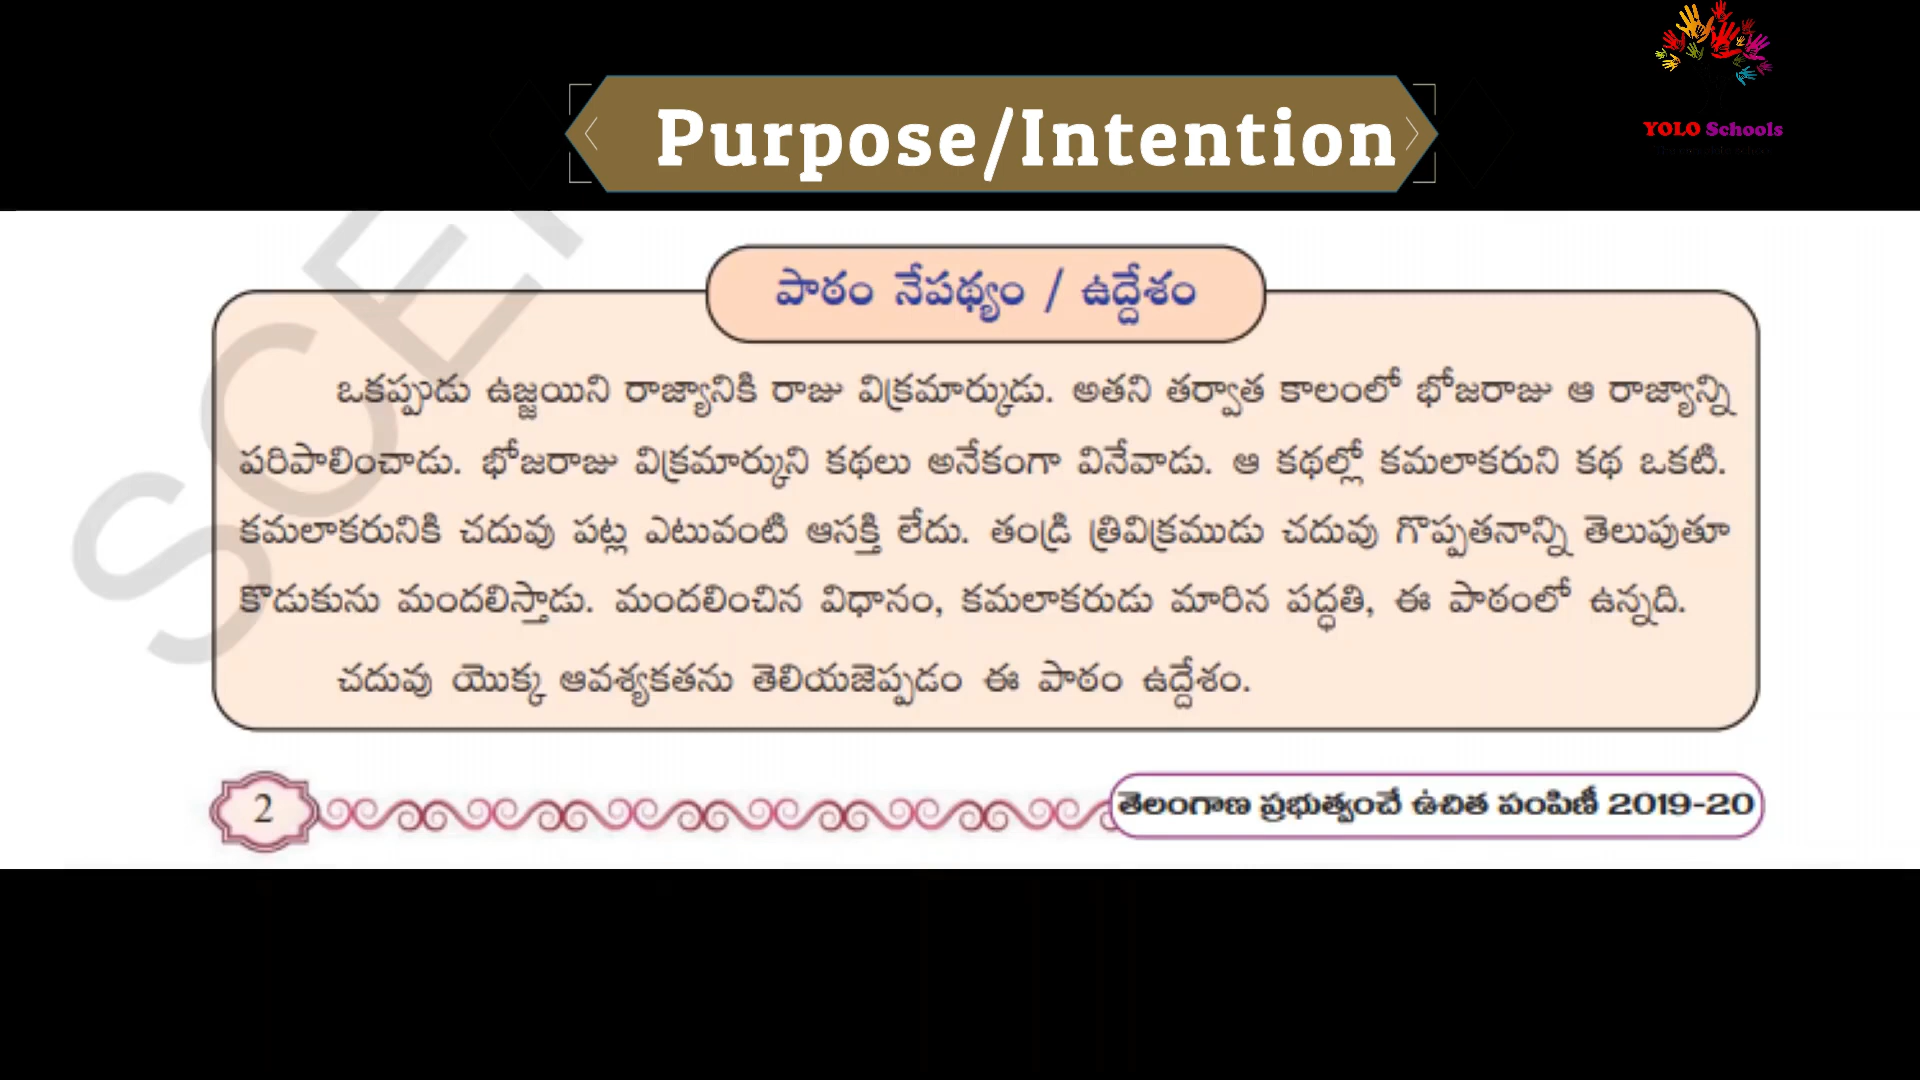 YOLO Schools
Purpose/Intention
పాఠం నేపథ్యం / ఉద్దేశం
ఒకప్పుడు ఉజ్జయిని రాజ్యానికి రాజు విక్రమార్కుడు. అతని తర్వాత కాలంలో భోజరాజు ఆ రాజ్యాన్ని
పరిపాలించాడు. భోజరాజు విక్రమార్కుని కథలు అనేకంగా వినేవాడు. ఆ కథల్లో కమలాకరుని కథ ఒకటి.
కమలాకరునికి చదువు పట్ల ఎటువంటి ఆసక్తి లేదు. తండ్రి త్రివిక్రముడు చదువు గొప్పతనాన్ని తెలుపుతూ
కొడుకును మందలిస్తాడు. మందలించిన విధానం, కమలాకరుడు మారిన పద్ధతి, ఈ పాఠంలో ఉన్నది.
చదువు యొక్క ఆవశ్యకతను తెలియజెప్పడం ఈ పాఠం ఉద్దేశం.
2
తెలంగాణ ప్రభుత్వంచే ఉచిత పంపిణీ 2019-20